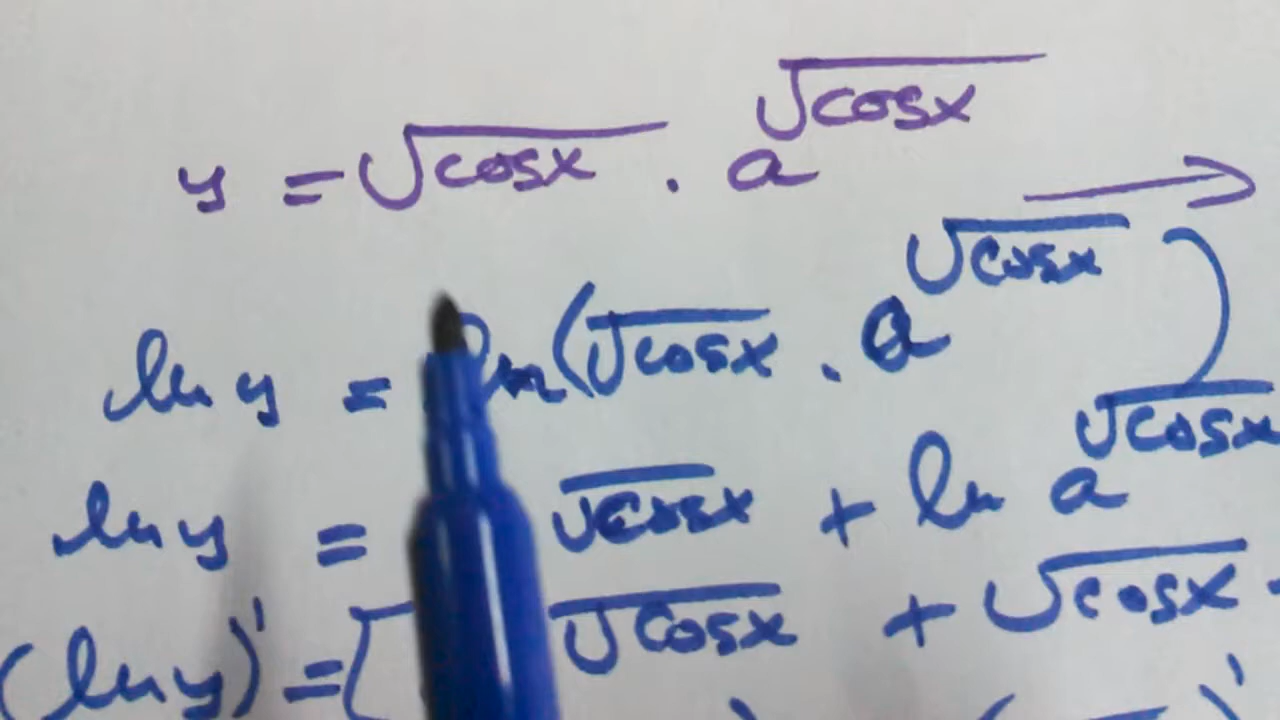 y = √cosx . a^√cosx →
ln y = ln(√cosx . a^√cosx)
ln y = √cosx + ln a^√cosx
(ln y)' = [ √cosx + √cosx .